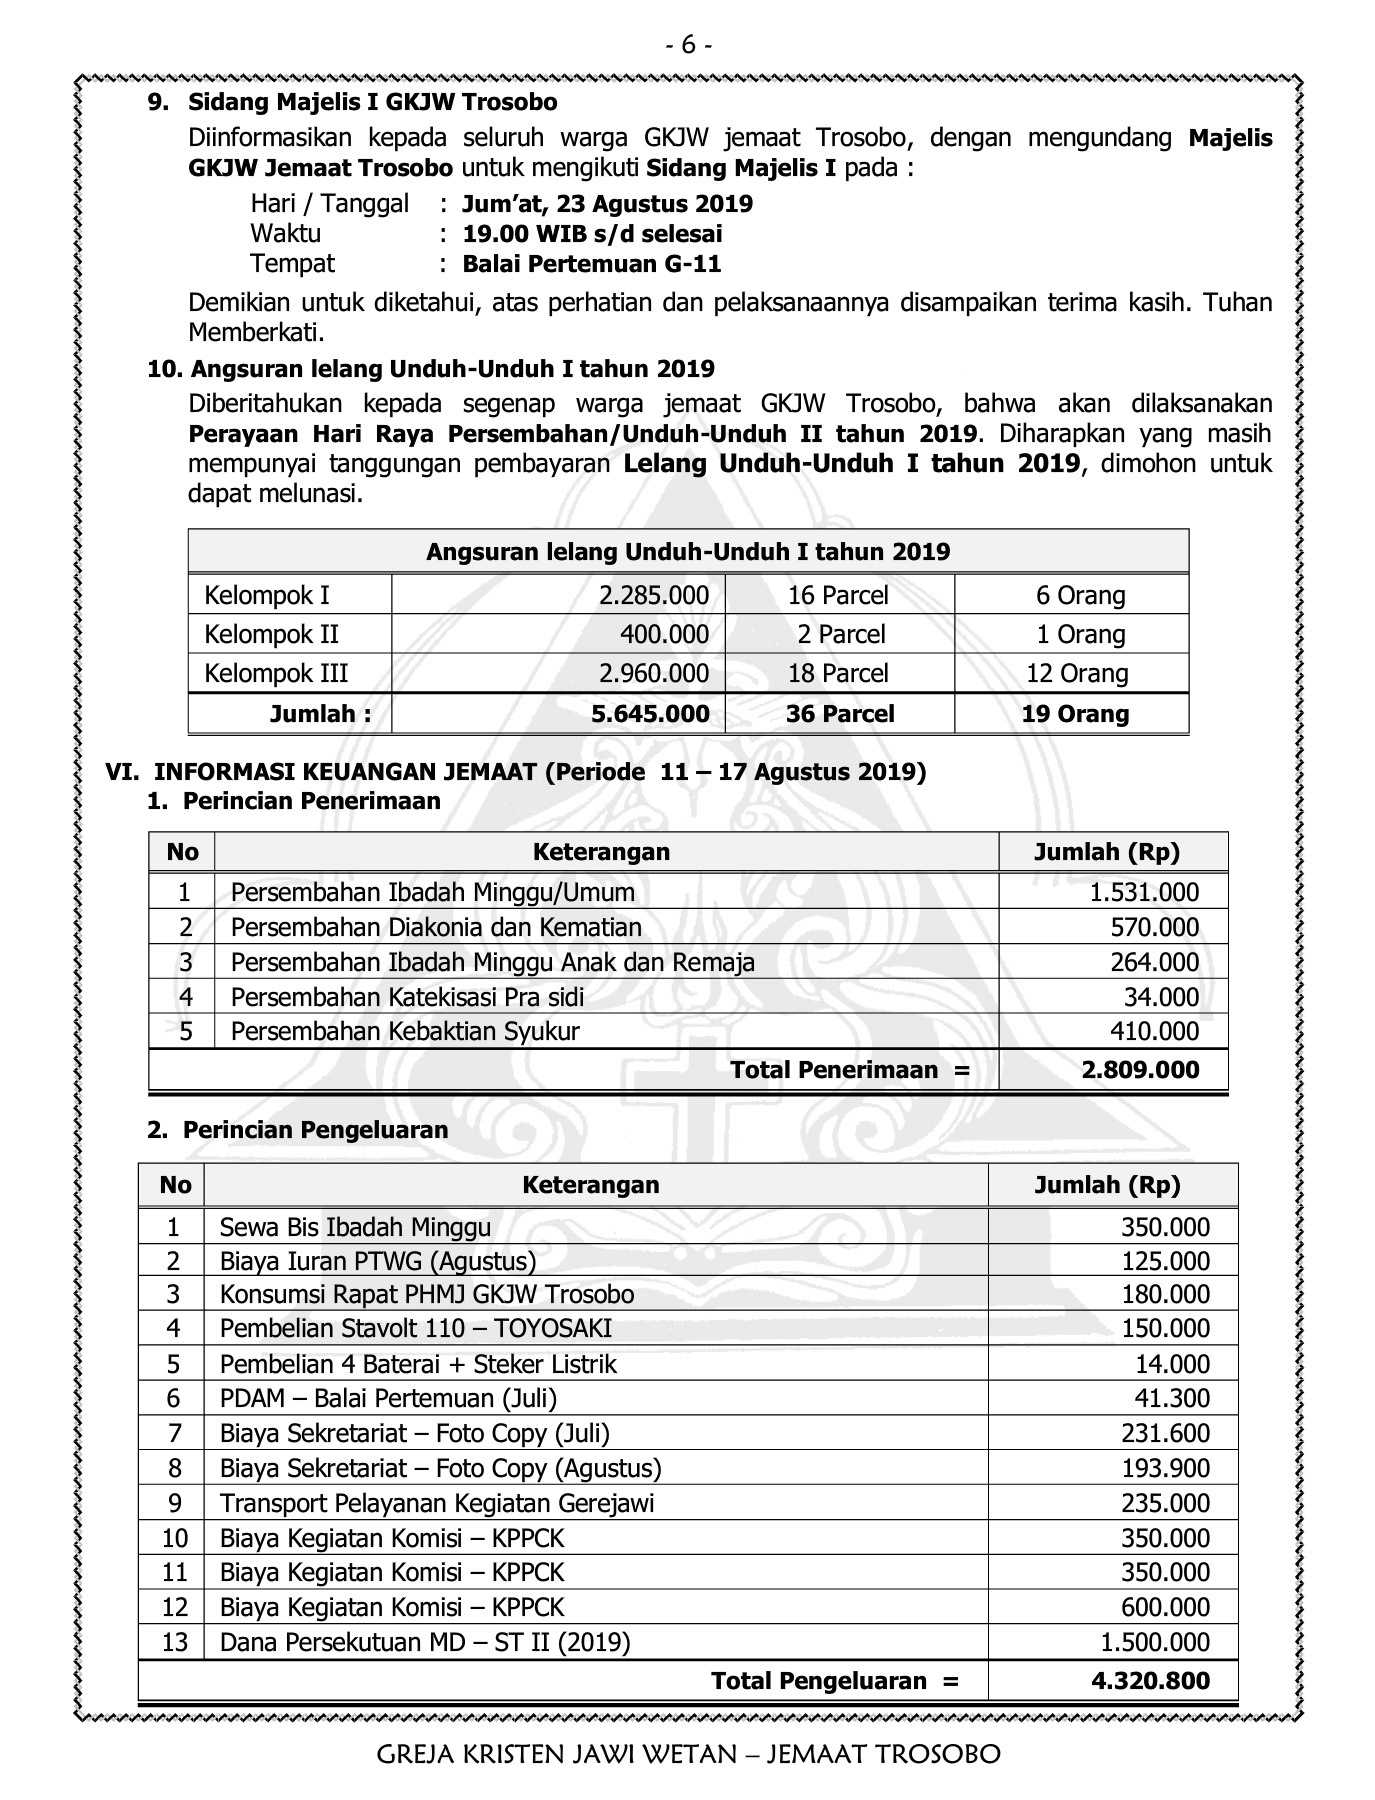 - 6 -
9. Sidang Majelis I GKJW Trosobo
Diinformasikan kepada seluruh warga GKJW jemaat Trosobo, dengan mengundang Majelis
GKJW Jemaat Trosobo untuk mengikuti Sidang Majelis I pada :
Hari / Tanggal : Jum’at, 23 Agustus 2019
Waktu : 19.00 WIB s/d selesai
Tempat : Balai Pertemuan G-11
Demikian untuk diketahui, atas perhatian dan pelaksanaannya disampaikan terima kasih. Tuhan
Memberkati.
10. Angsuran lelang Unduh-Unduh I tahun 2019
Diberitahukan kepada segenap warga jemaat GKJW Trosobo, bahwa akan dilaksanakan
Perayaan Hari Raya Persembahan/Unduh-Unduh II tahun 2019. Diharapkan yang masih
mempunyai tanggungan pembayaran Lelang Unduh-Unduh I tahun 2019, dimohon untuk
dapat melunasi.
Angsuran lelang Unduh-Unduh I tahun 2019
Kelompok I 2.285.000 16 Parcel 6 Orang
Kelompok II 400.000 2 Parcel 1 Orang
Kelompok III 2.960.000 18 Parcel 12 Orang
Jumlah : 5.645.000 36 Parcel 19 Orang
VI. INFORMASI KEUANGAN JEMAAT (Periode 11 – 17 Agustus 2019)
1. Perincian Penerimaan
No Keterangan Jumlah (Rp)
1 Persembahan Ibadah Minggu/Umum 1.531.000
2 Persembahan Diakonia dan Kematian 570.000
3 Persembahan Ibadah Minggu Anak dan Remaja 264.000
4 Persembahan Katekisasi Pra sidi 34.000
5 Persembahan Kebaktian Syukur 410.000
Total Penerimaan = 2.809.000
2. Perincian Pengeluaran
No Keterangan Jumlah (Rp)
1 Sewa Bis Ibadah Minggu 350.000
2 Biaya Iuran PTWG (Agustus) 125.000
3 Konsumsi Rapat PHMJ GKJW Trosobo 180.000
4 Pembelian Stavolt 110 – TOYOSAKI 150.000
5 Pembelian 4 Baterai + Steker Listrik 14.000
6 PDAM – Balai Pertemuan (Juli) 41.300
7 Biaya Sekretariat – Foto Copy (Juli) 231.600
8 Biaya Sekretariat – Foto Copy (Agustus) 193.900
9 Transport Pelayanan Kegiatan Gerejawi 235.000
10 Biaya Kegiatan Komisi – KPPCK 350.000
11 Biaya Kegiatan Komisi – KPPCK 350.000
12 Biaya Kegiatan Komisi – KPPCK 600.000
13 Dana Persekutuan MD – ST II (2019) 1.500.000
Total Pengeluaran = 4.320.800
GREJA KRISTEN JAWI WETAN – JEMAAT TROSOBO